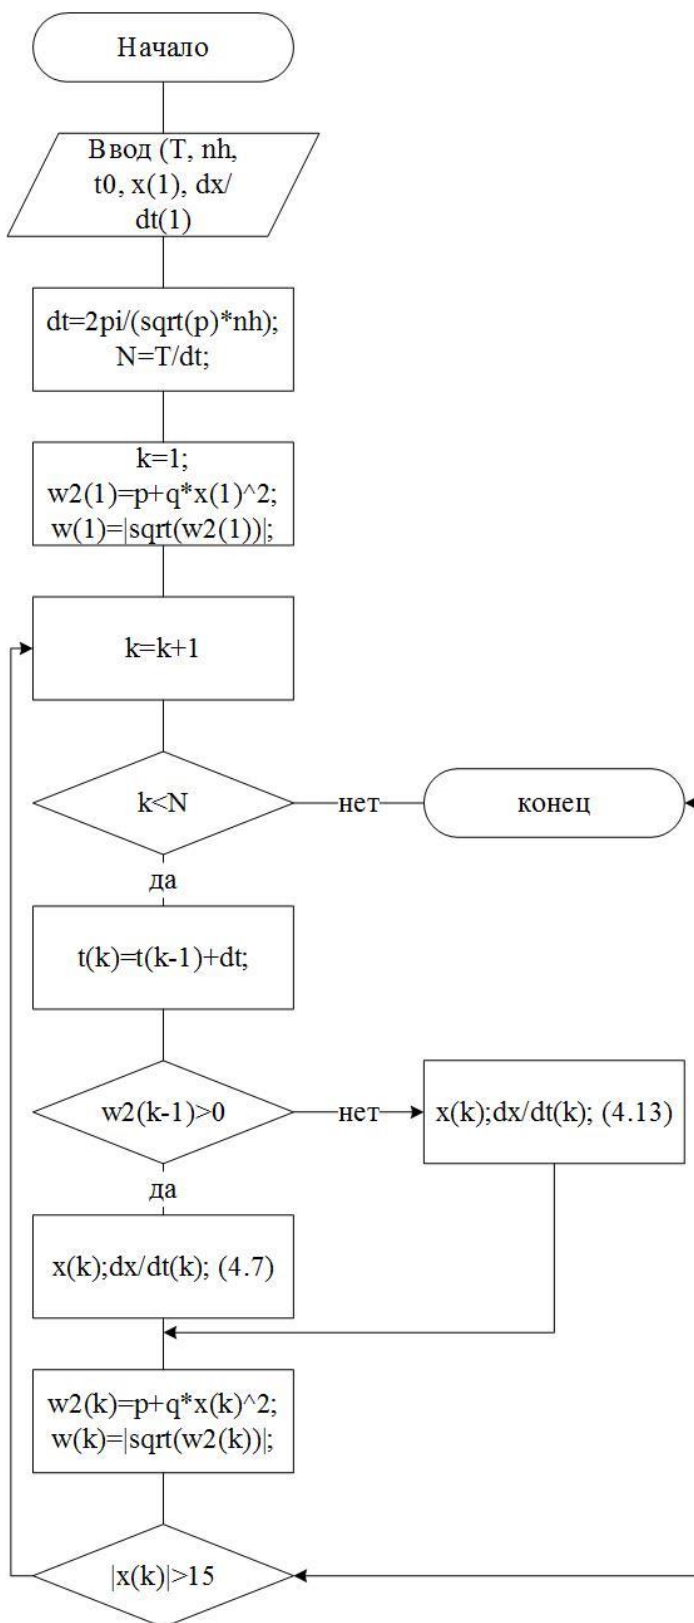 Начало
Ввод (T, nh,
t0, x(1), dx/
dt(1)
dt=2pi/(sqrt(p)*nh);
N=T/dt;
k=1;
w2(1)=p+q*x(1)^2;
w(1)=|sqrt(w2(1))|;
k=k+1
k<N
нет
конец
да
t(k)=t(k-1)+dt;
w2(k-1)>0
нет
x(k);dx/dt(k); (4.13)
да
x(k);dx/dt(k); (4.7)
w2(k)=p+q*x(k)^2;
w(k)=|sqrt(w2(k))|;
|x(k)|>15